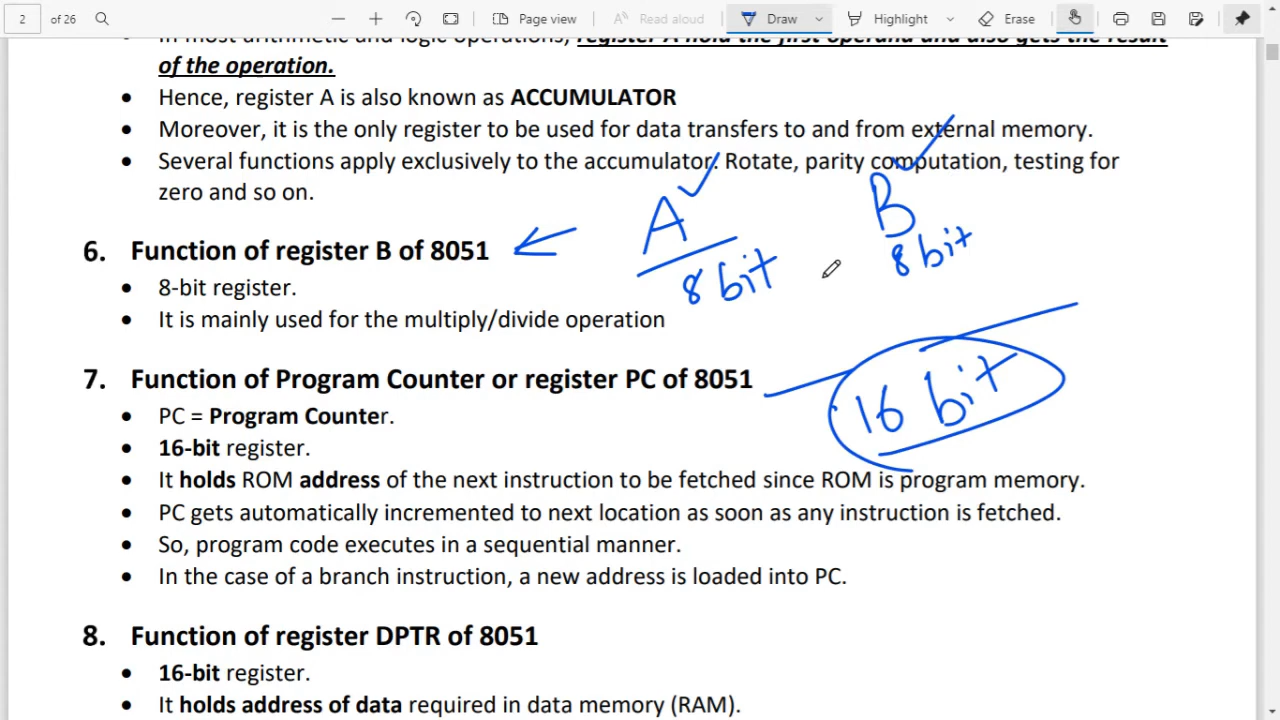 2 of 26 Page view Read aloud Draw Highlight Erase
In most arithmetic and logic operations, register A hold the first operand and also gets the result
of the operation.
• Hence, register A is also known as ACCUMULATOR
• Moreover, it is the only register to be used for data transfers to and from external memory.
• Several functions apply exclusively to the accumulator. Rotate, parity computation, testing for
zero and so on.
A B
6. Function of register B of 8051
8 bit 8 bit
• 8-bit register.
• It is mainly used for the multiply/divide operation
7. Function of Program Counter or register PC of 8051
16 bit
• PC = Program Counter.
• 16-bit register.
• It holds ROM address of the next instruction to be fetched since ROM is program memory.
• PC gets automatically incremented to next location as soon as any instruction is fetched.
• So, program code executes in a sequential manner.
• In the case of a branch instruction, a new address is loaded into PC.
8. Function of register DPTR of 8051
• 16-bit register.
• It holds address of data required in data memory (RAM).